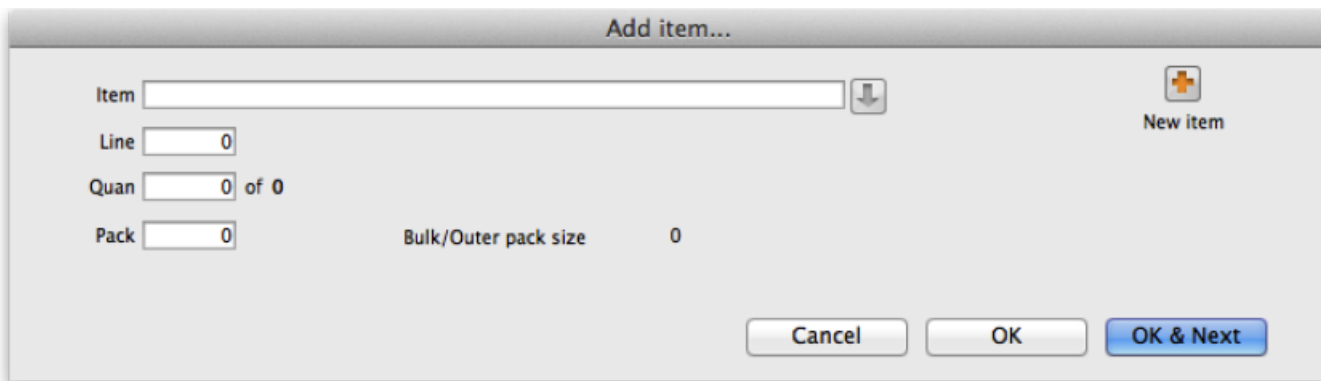 Add item...
Item
New item
Line 0
Quan 0 of 0
Pack 0 Bulk/Outer pack size 0
Cancel OK OK & Next